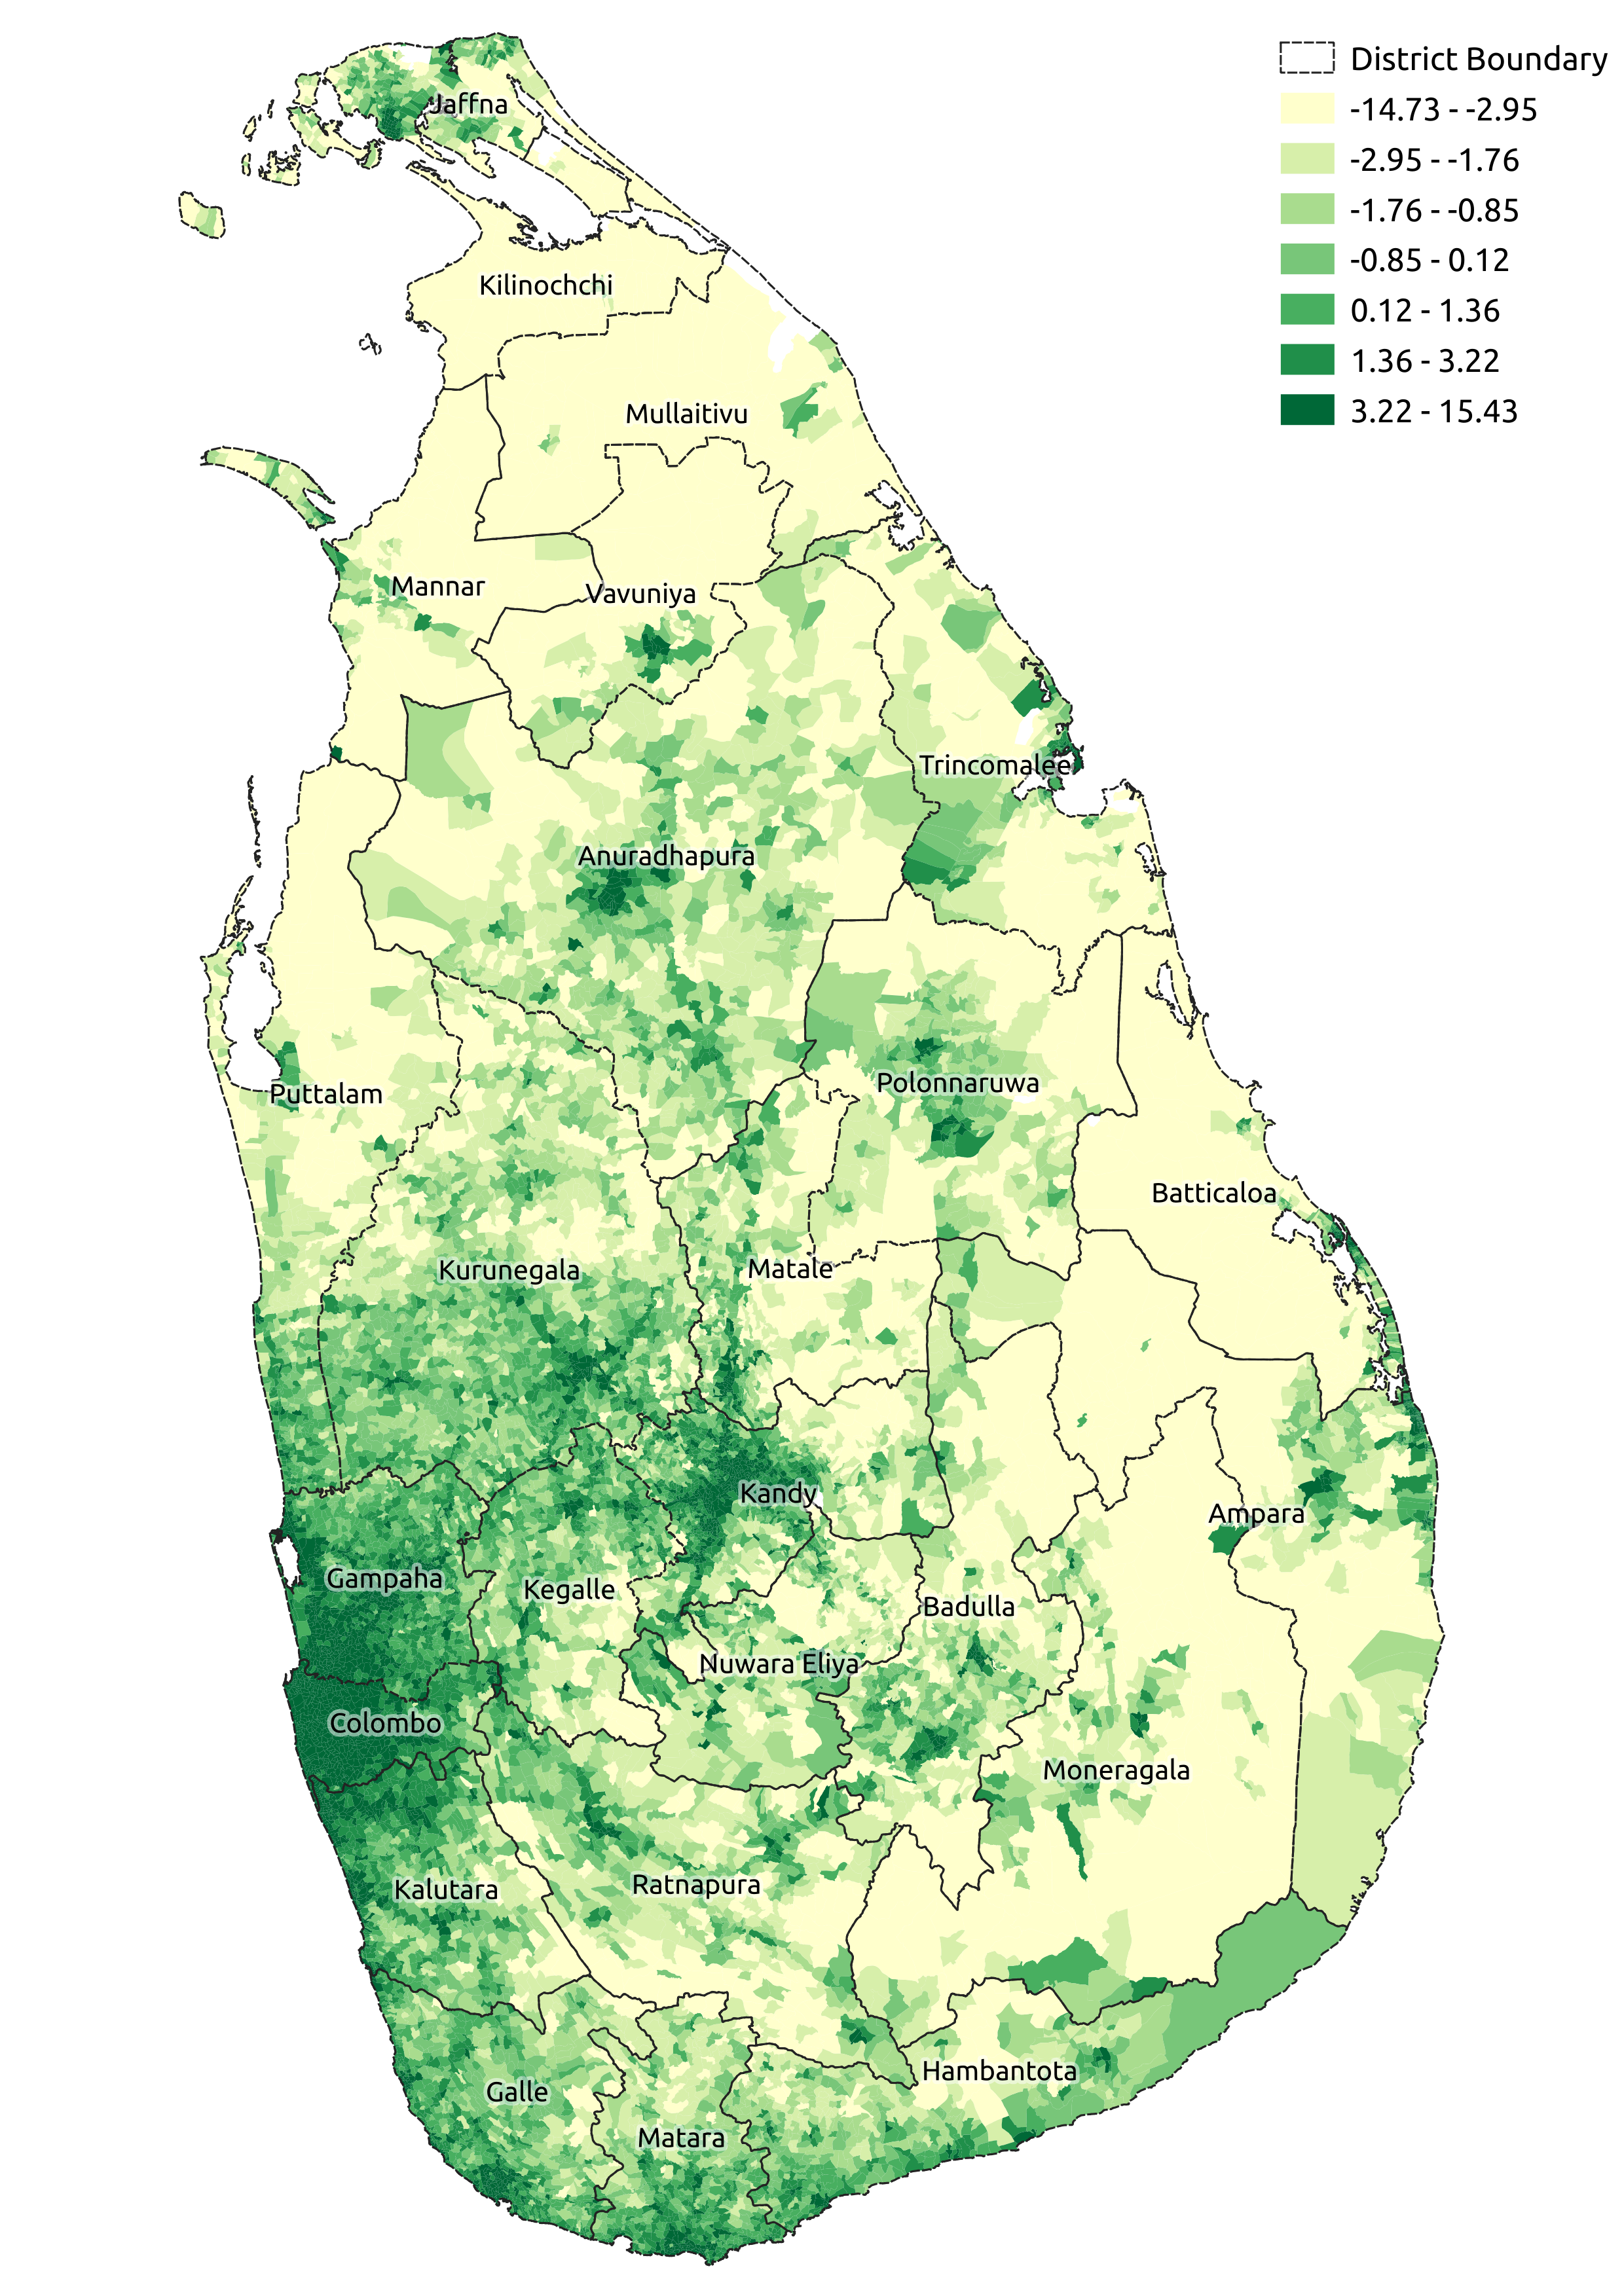 District Boundary
-14.73 - -2.95
-2.95 - -1.76
-1.76 - -0.85
-0.85 - 0.12
0.12 - 1.36
1.36 - 3.22
3.22 - 15.43
Jaffna
Kilinochchi
Mullaitivu
Mannar
Vavuniya
Trincomalee
Anuradhapura
Puttalam
Polonnaruwa
Batticaloa
Kurunegala
Matale
Kandy
Ampara
Gampaha
Kegalle
Badulla
Nuwara Eliya
Colombo
Moneragala
Kalutara
Ratnapura
Hambantota
Galle
Matara